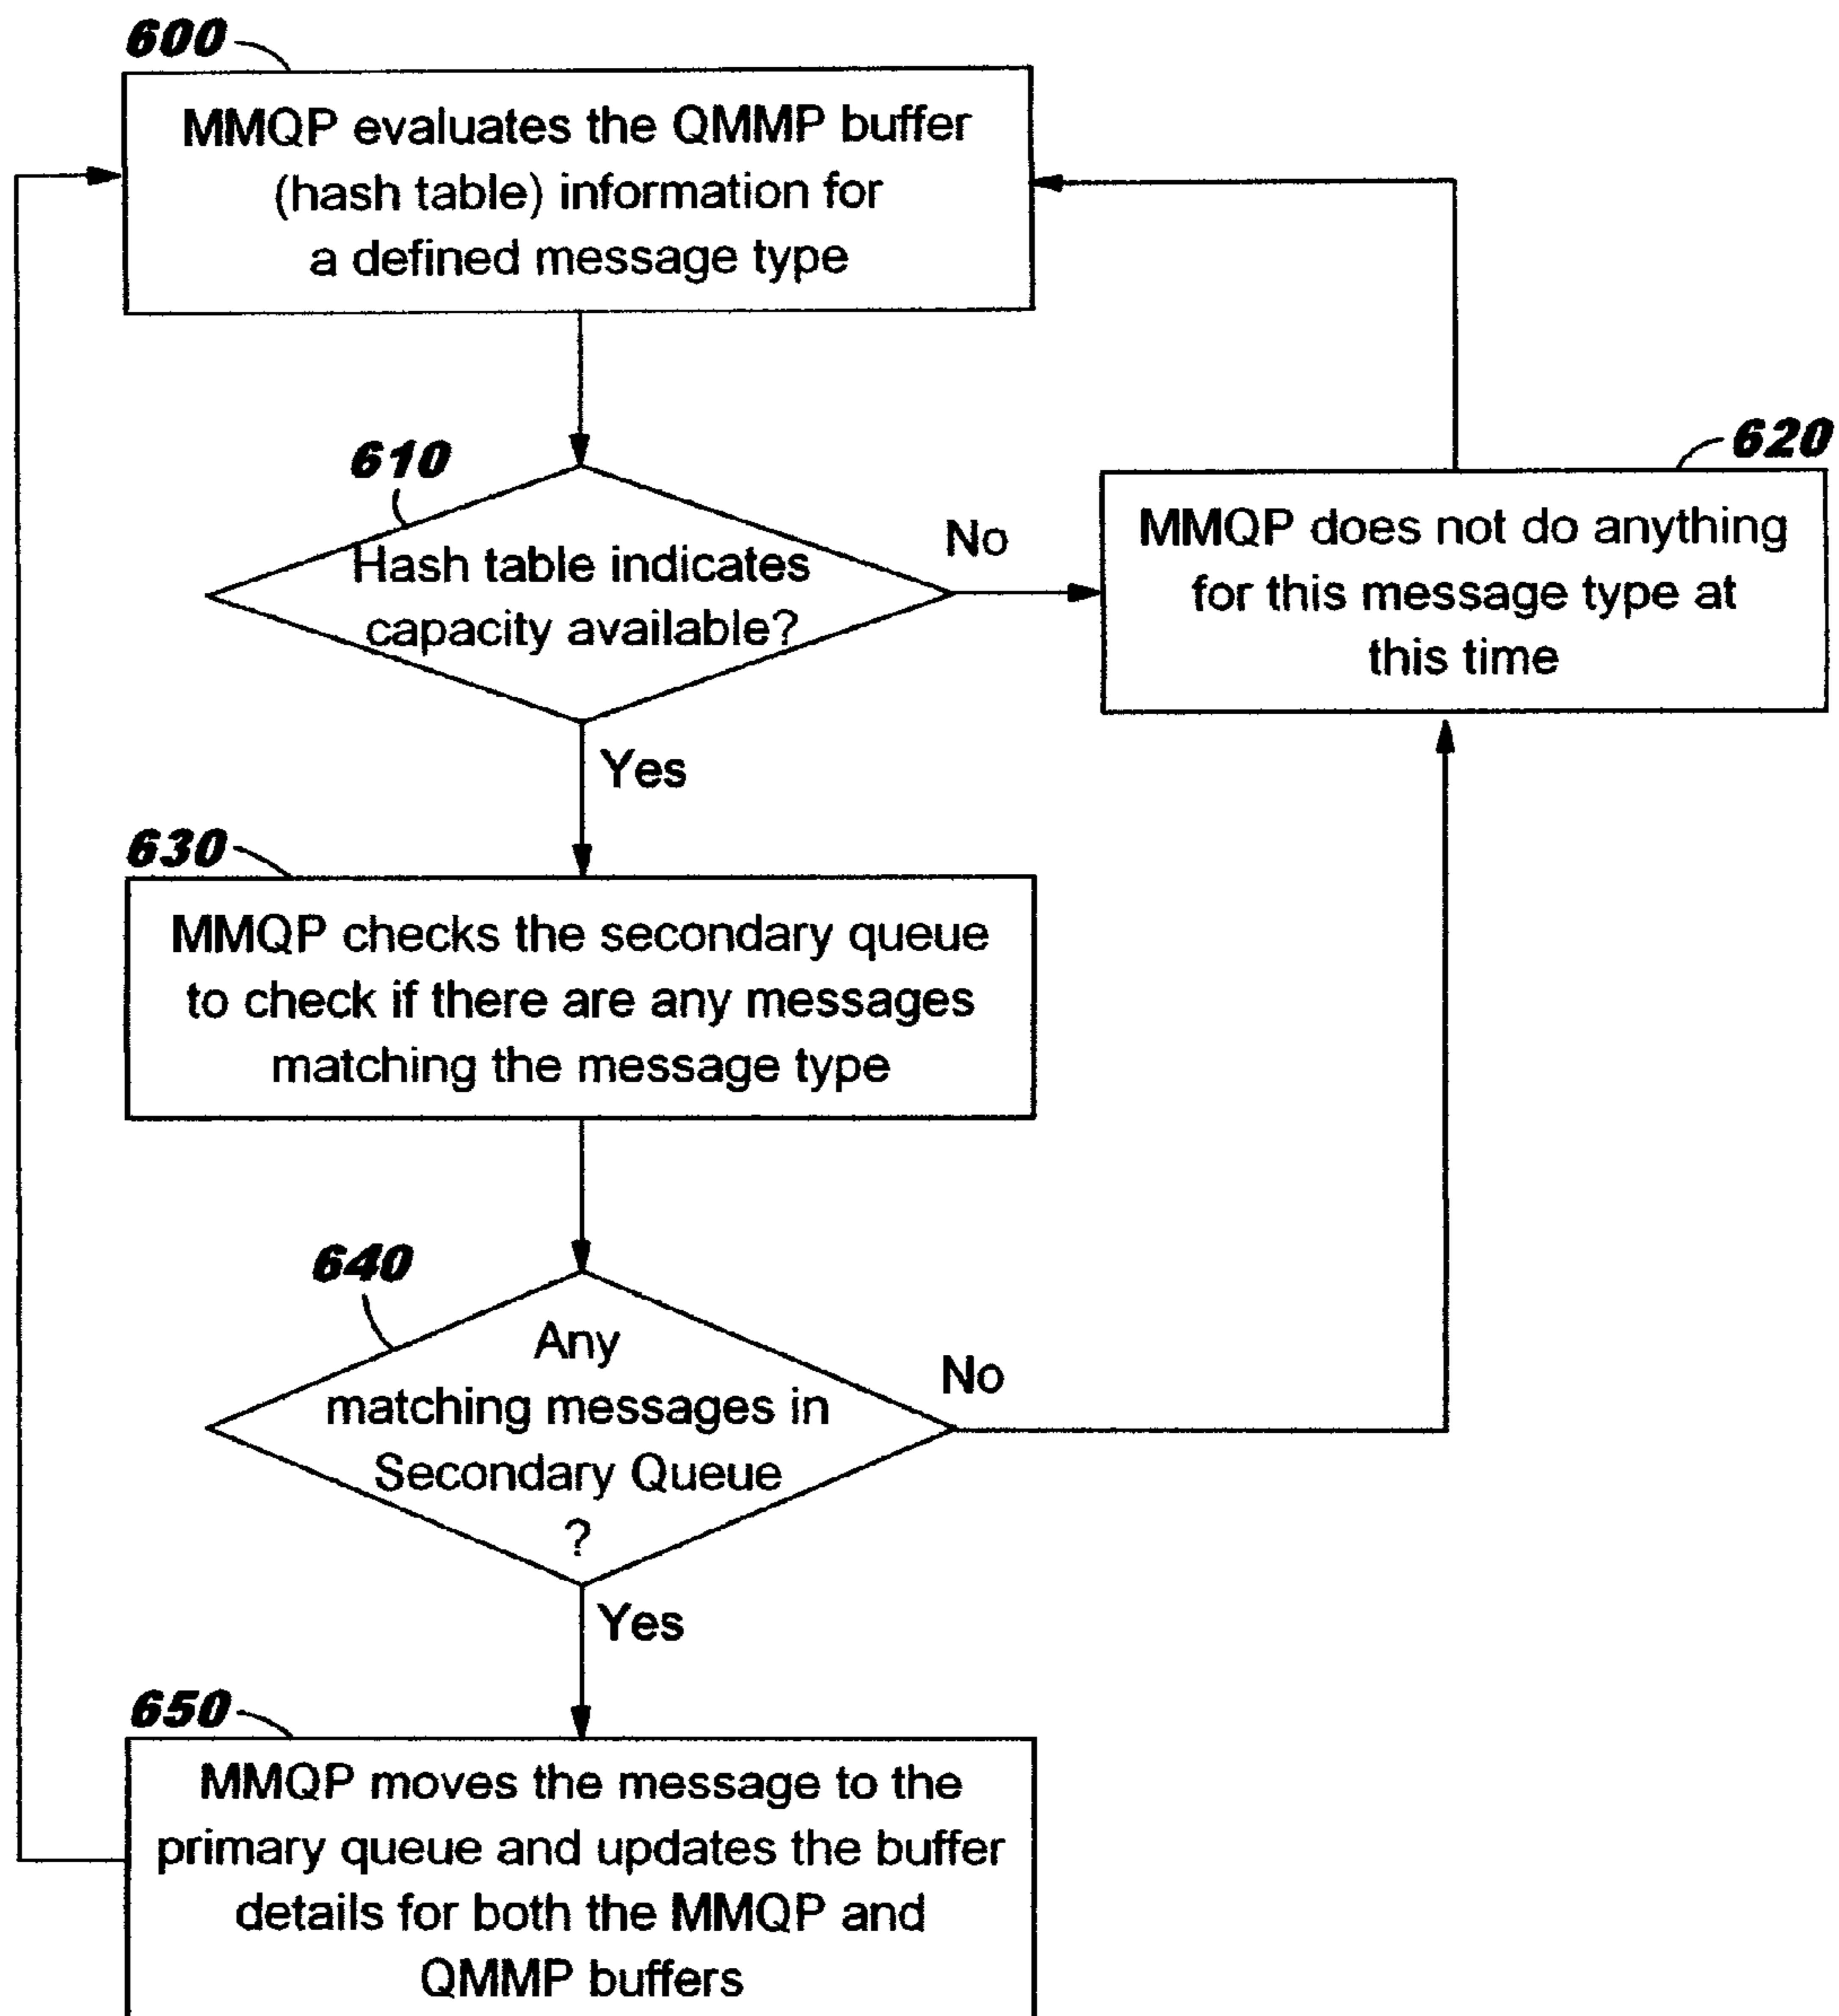 600
MMQP evaluates the QMMP buffer
(hash table) information for
a defined message type
610
Hash table indicates
capacity available?
No
620
MMQP does not do anything
for this message type at
this time
Yes
630
MMQP checks the secondary queue
to check if there are any messages
matching the message type
640
Any
matching messages in
Secondary Queue
?
No
Yes
650
MMQP moves the message to the
primary queue and updates the buffer
details for both the MMQP and
QMMP buffers